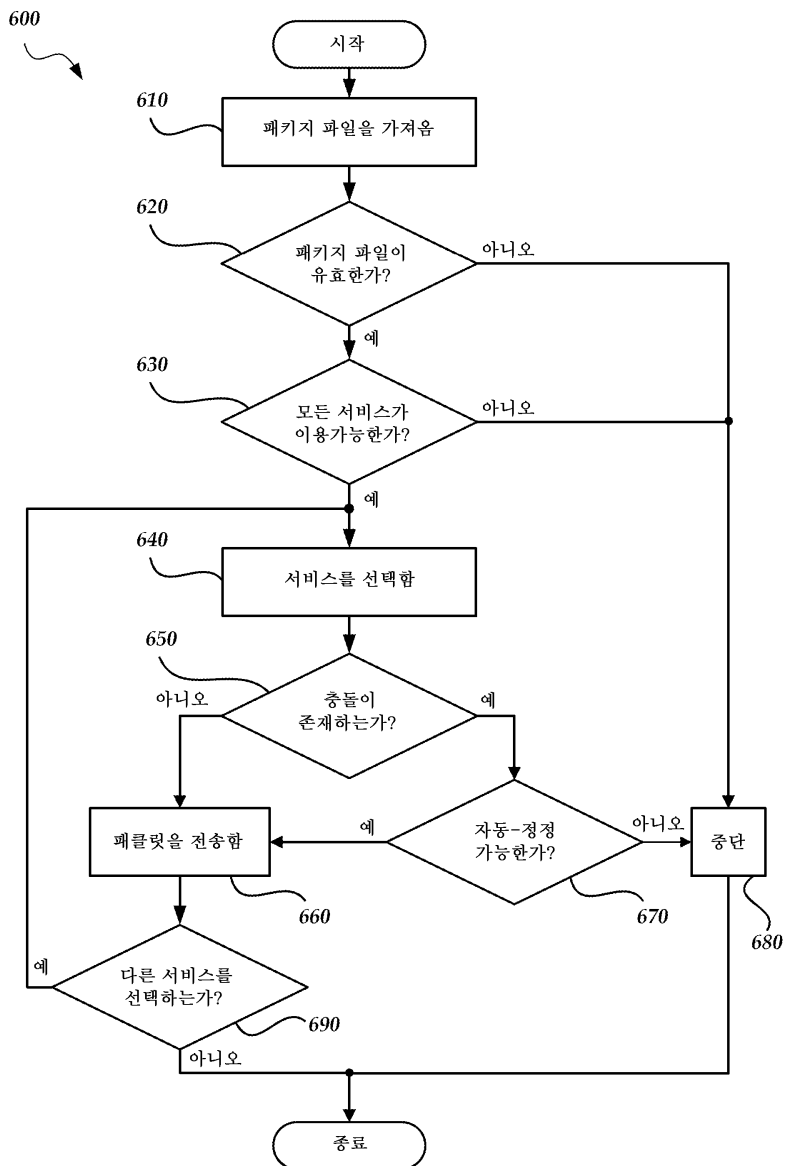 600
시작
610
패키지 파일을 가져옴
620
패키지 파일이
유효한가?
아니오
예
630
모든 서비스가
이용가능한가?
아니오
예
640
서비스를 선택함
650
충돌이
존재하는가?
아니오
예
패클릿을 전송함
660
예
자동-정정
가능한가?
아니오
670
중단
680
예
다른 서비스를
선택하는가?
690
아니오
종료